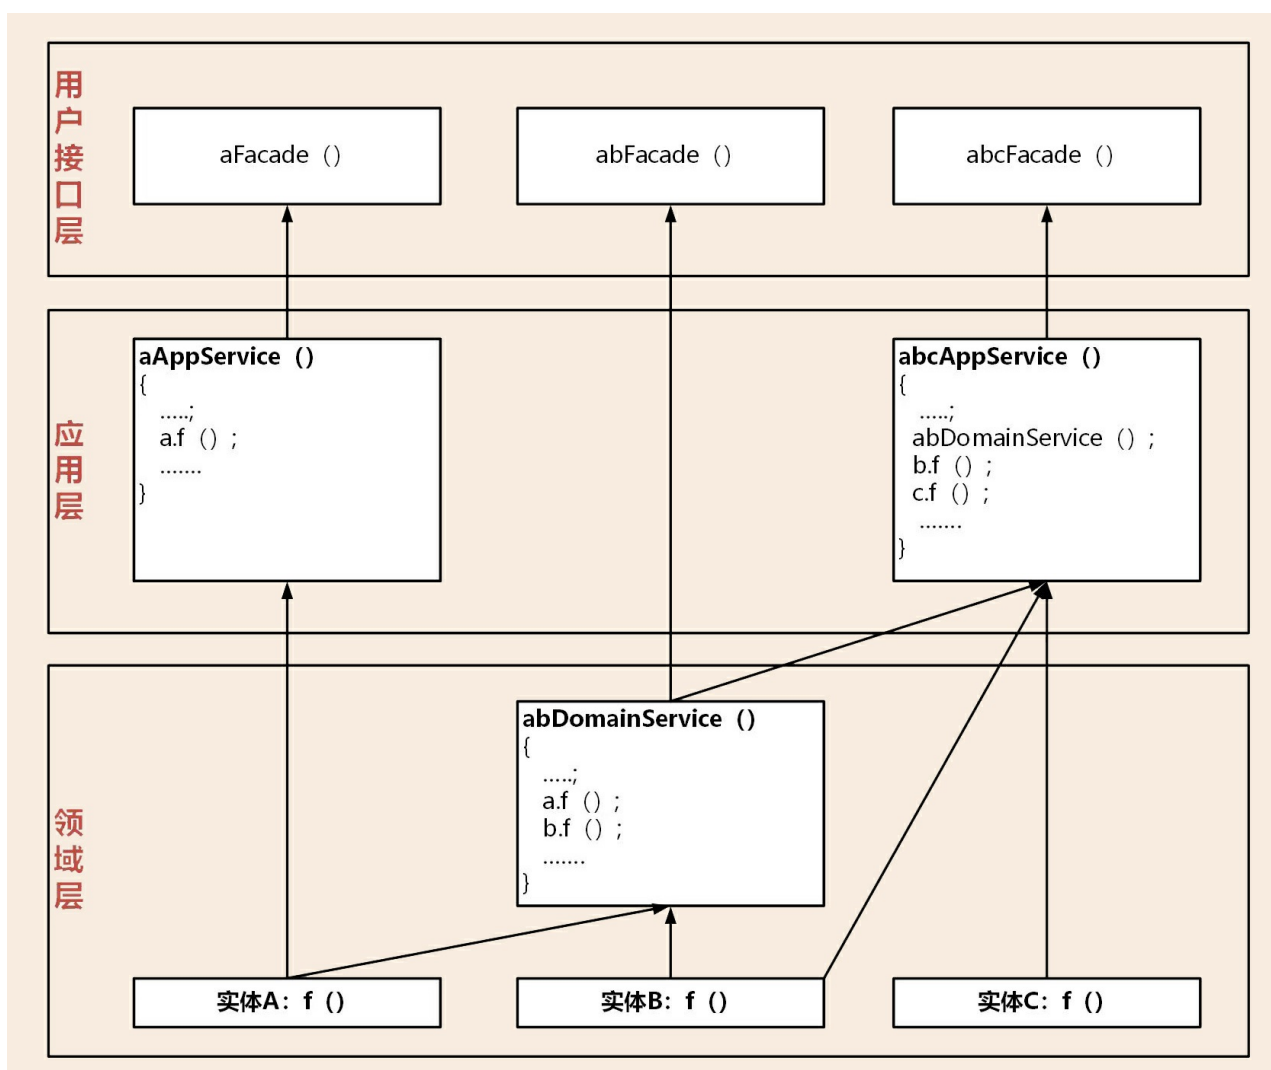 用户接口层
aFacade（）
abFacade（）
abcFacade（）
应用层
aAppService（）
{
.....;
a.f（）;
.......
}
abcAppService（）
{
.....;
abDomainService（）;
b.f（）;
c.f（）;
.......
}
领域层
abDomainService（）
{
.....;
a.f（）;
b.f（）;
.......
}
实体A：f（）
实体B：f（）
实体C：f（）